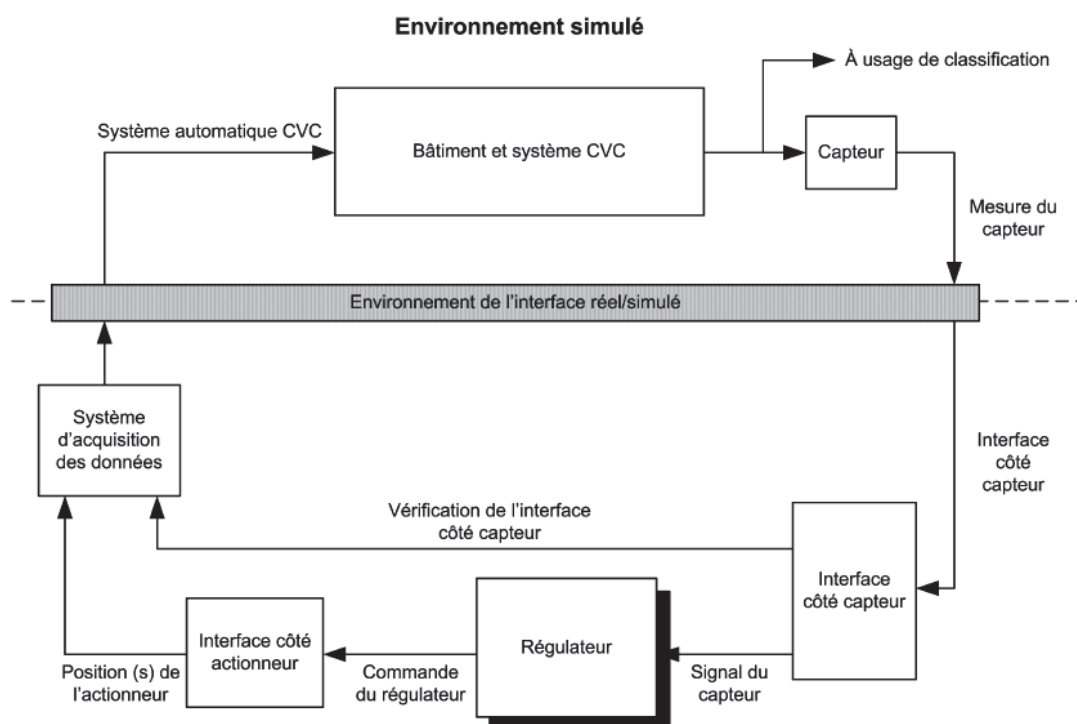 Environnement simulé
À usage de classification
Système automatique CVC
Bâtiment et système CVC
Capteur
Mesure du
capteur
Environnement de l'interface réel/simulé
Système
d'acquisition
des données
Interface
côté
capteur
Vérification de l'interface
côté capteur
Interface
côté capteur
Interface côté
actionneur
Régulateur
Position (s) de
l'actionneur
Commande
du régulateur
Signal du
capteur